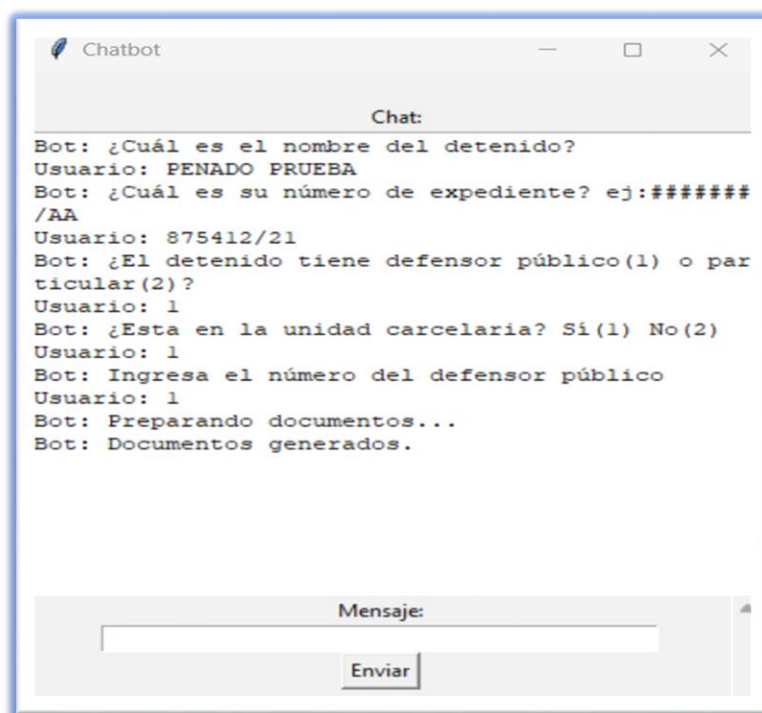 Chatbot
Chat:
Bot: ¿Cuál es el nombre del detenido?
Usuario: PENADO PRUEBA
Bot: ¿Cuál es su número de expediente? ej:#######
/AA
Usuario: 875412/21
Bot: ¿El detenido tiene defensor público(1) o par
ticular(2)?
Usuario: 1
Bot: ¿Esta en la unidad carcelaria? Sí(1) No(2)
Usuario: 1
Bot: Ingresa el número del defensor público
Usuario: 1
Bot: Preparando documentos...
Bot: Documentos generados.
Mensaje:
Enviar